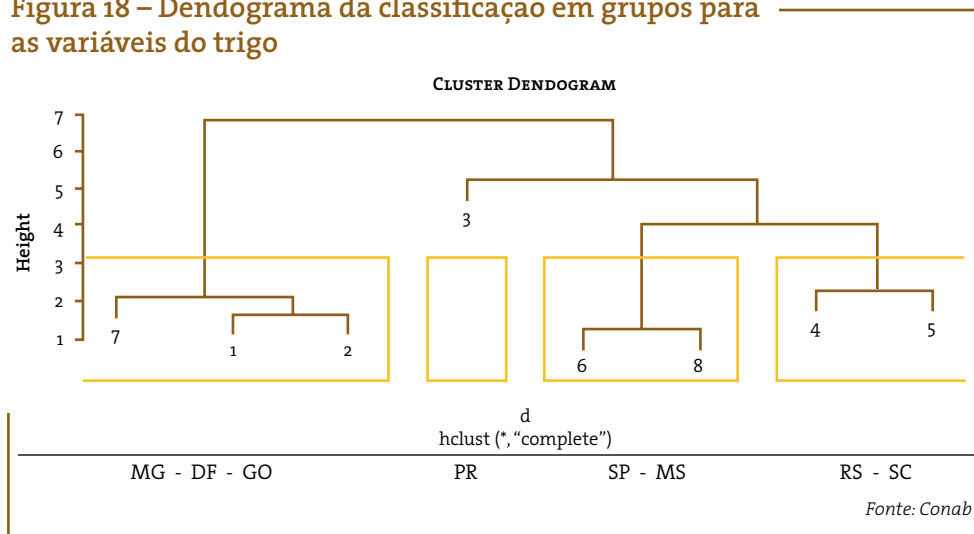 Figura 18 – Dendograma da classificação em grupos para
as variáveis do trigo
Cluster Dendogram
Height
7
6
5
4
3
2
1
3
7
1
2
6
8
4
5
d
hclust (*, “complete”)
MG - DF - GO
PR
SP - MS
RS - SC
Fonte: Conab